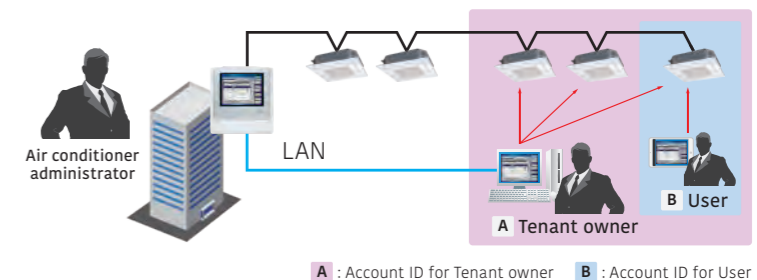 Air conditioner
administrator
LAN
A Tenant owner
B User
A : Account ID for Tenant owner B : Account ID for User